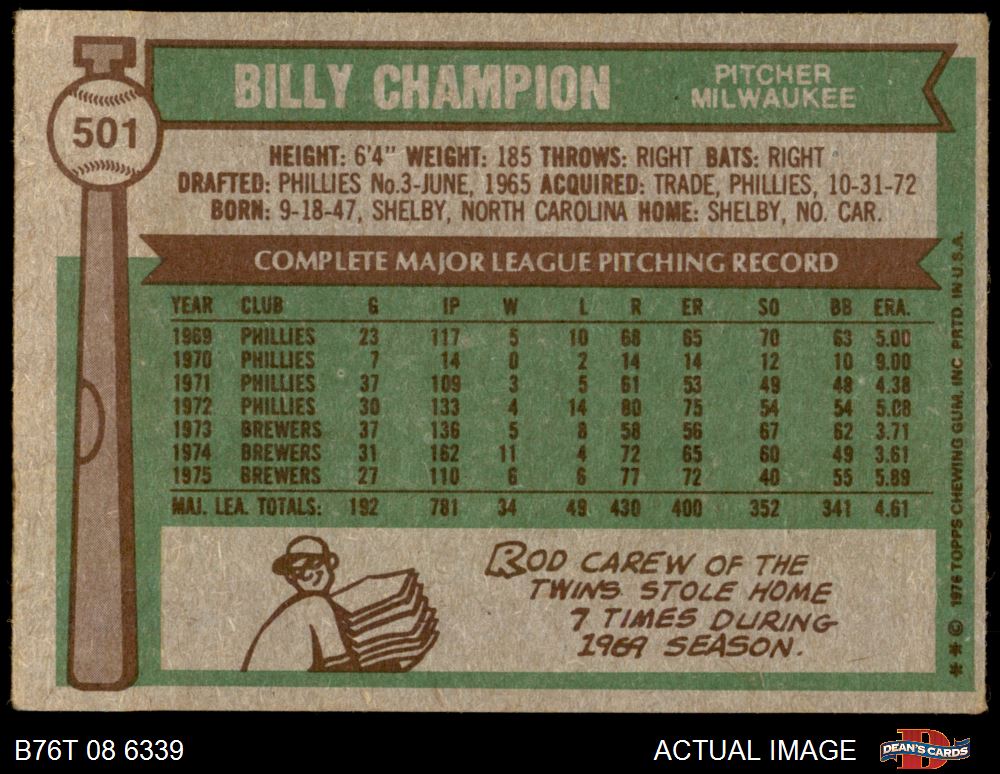 501
BILLY CHAMPION
PITCHER
MILWAUKEE
HEIGHT: 6'4" WEIGHT: 185 THROWS: RIGHT BATS: RIGHT
DRAFTED: PHILLIES No.3-JUNE, 1965 ACQUIRED: TRADE, PHILLIES, 10-31-72
BORN: 9-18-47, SHELBY, NORTH CAROLINA HOME: SHELBY, NO. CAR.
COMPLETE MAJOR LEAGUE PITCHING RECORD
YEAR CLUB G IP W L R ER SO BB ERA.
1969 PHILLIES 23 117 5 10 68 65 70 63 5.00
1970 PHILLIES 7 14 0 2 14 14 12 10 9.00
1971 PHILLIES 37 109 3 5 61 53 49 48 4.38
1972 PHILLIES 30 133 4 14 80 75 54 54 5.08
1973 BREWERS 37 136 5 8 58 56 67 62 3.71
1974 BREWERS 31 162 11 4 72 65 60 49 3.61
1975 BREWERS 27 110 6 6 77 72 40 55 5.89
MAJ. LEA. TOTALS: 192 781 34 49 430 400 352 341 4.61
ROD CAREW OF THE
TWINS STOLE HOME
7 TIMES DURING
1969 SEASON.
** © 1976 TOPPS CHEWING GUM, INC PRTD. IN U.S.A.
B76T 08 6339
ACTUAL IMAGE
DEAN'S CARDS